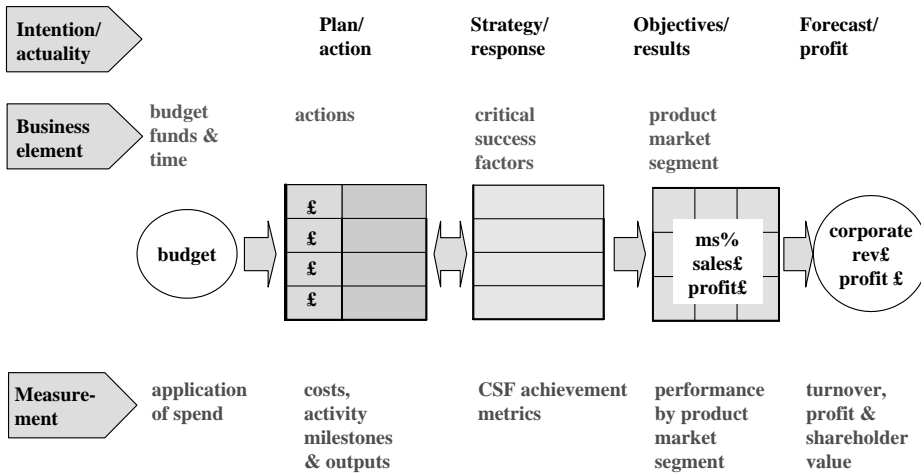 Intention/
actuality
Plan/
action
Strategy/
response
Objectives/
results
Forecast/
profit
Business
element
budget
funds &
time
actions
critical
success
factors
product
market
segment
budget
£
£
£
£
ms%
sales£
profit£
corporate
rev£
profit £
Measure-
ment
application
of spend
costs,
activity
milestones
& outputs
CSF achievement
metrics
performance
by product
market
segment
turnover,
profit &
shareholder
value